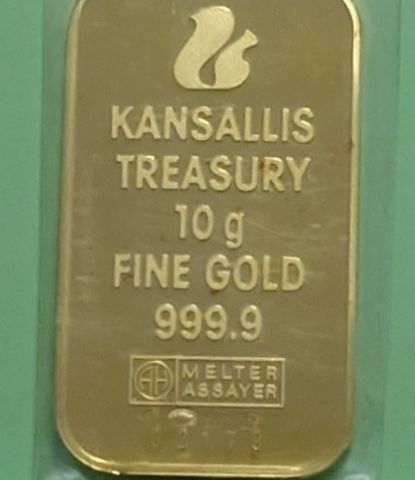 KANSALLIS
TREASURY
10 g
FINE GOLD
999.9
MELTER
ASSAYER